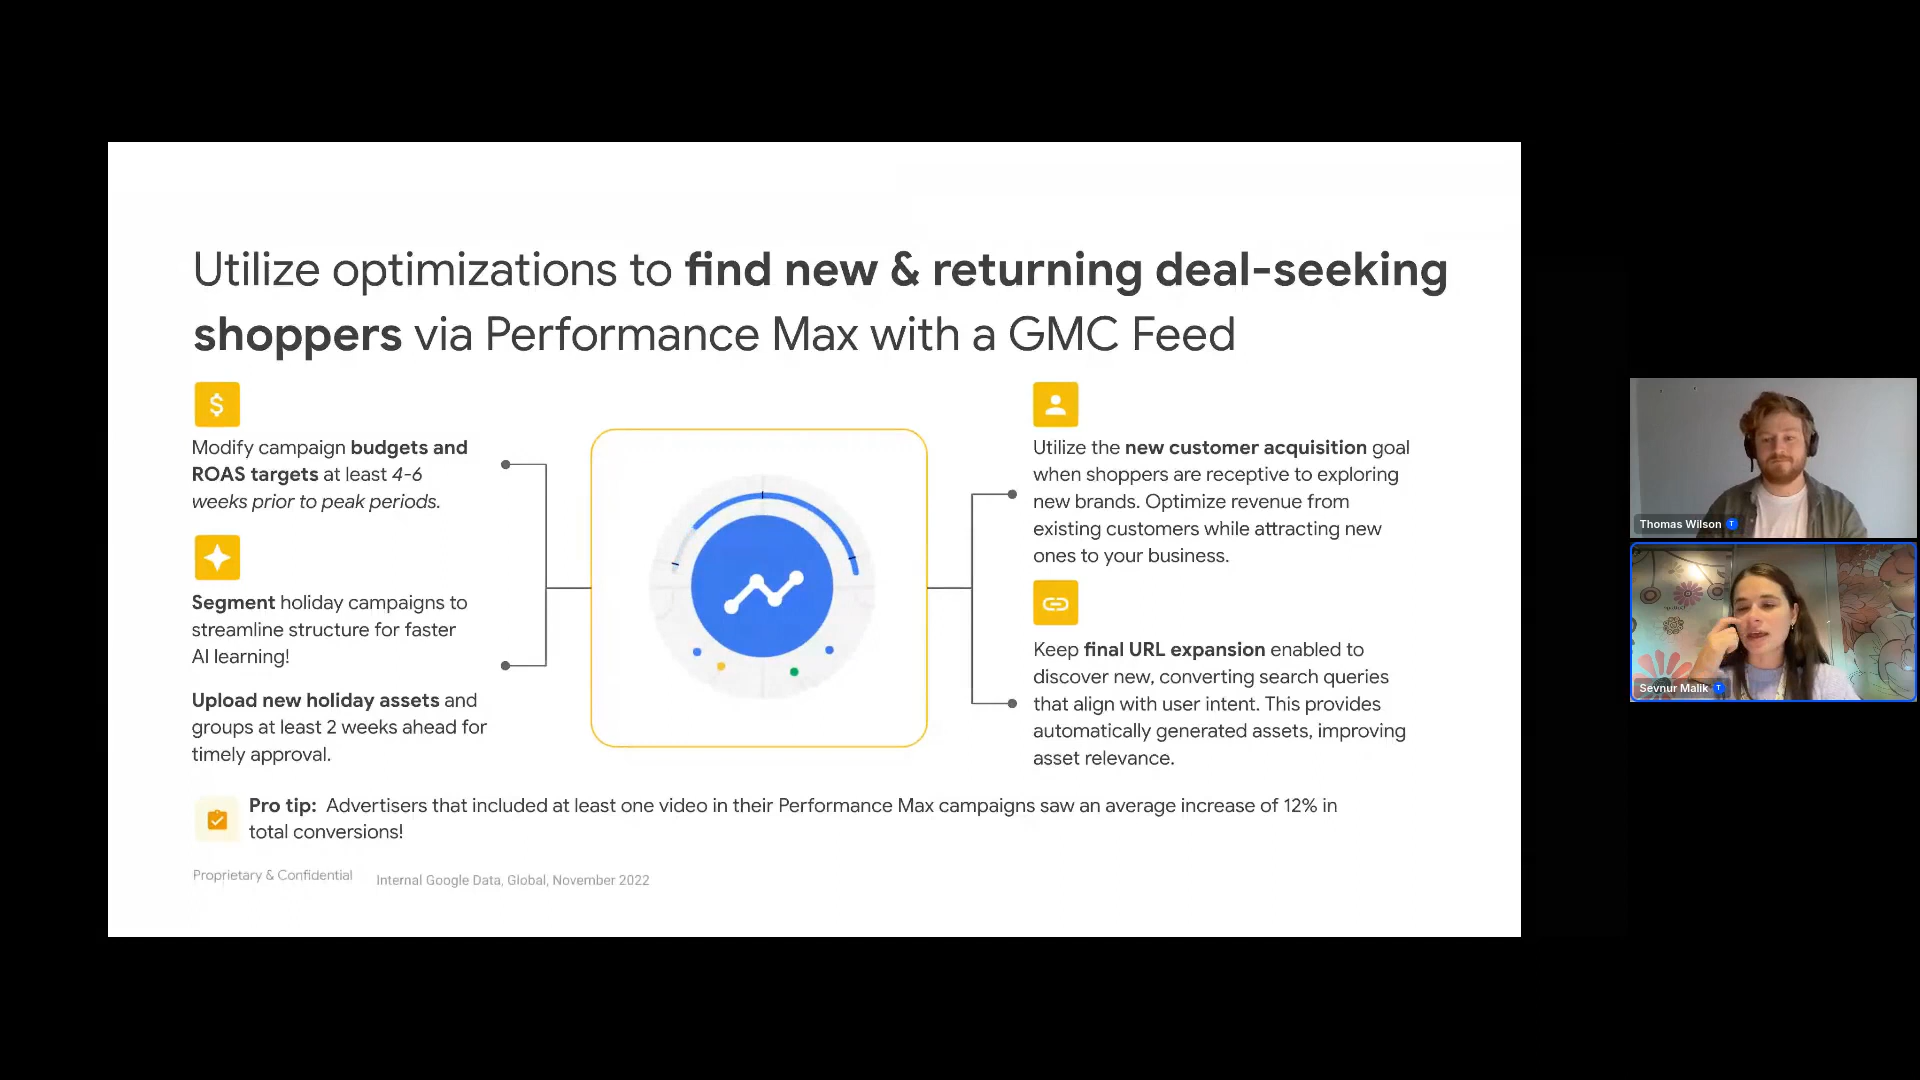 Utilize optimizations to find new & returning deal-seeking
shoppers via Performance Max with a GMC Feed
Modify campaign budgets and
ROAS targets at least 4-6
weeks prior to peak periods.
Segment holiday campaigns to
streamline structure for faster
AI learning!
Upload new holiday assets and
groups at least 2 weeks ahead for
timely approval.
Utilize the new customer acquisition goal
when shoppers are receptive to exploring
new brands. Optimize revenue from
existing customers while attracting new
ones to your business.
Keep final URL expansion enabled to
discover new, converting search queries
that align with user intent. This provides
automatically generated assets, improving
asset relevance.
Pro tip: Advertisers that included at least one video in their Performance Max campaigns saw an average increase of 12% in
total conversions!
Proprietary & Confidential
Internal Google Data, Global, November 2022
Thomas Wilson
Sevnur Malik